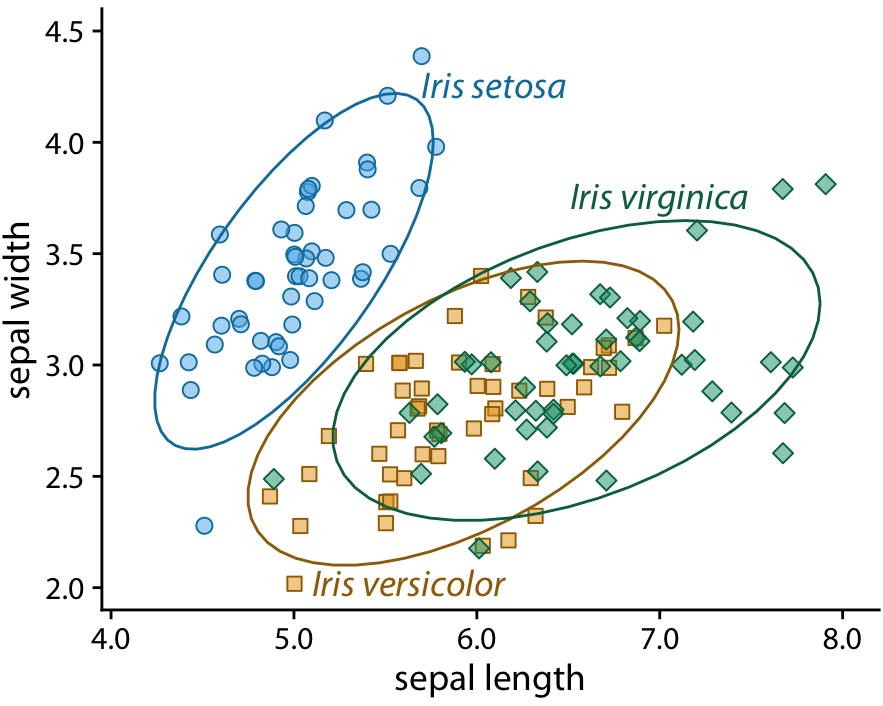 4.5
Iris setosa
4.0
Iris virginica
3.5
sepal width
3.0
2.5
2.0
Iris versicolor
4.0 5.0 6.0 7.0 8.0
sepal length